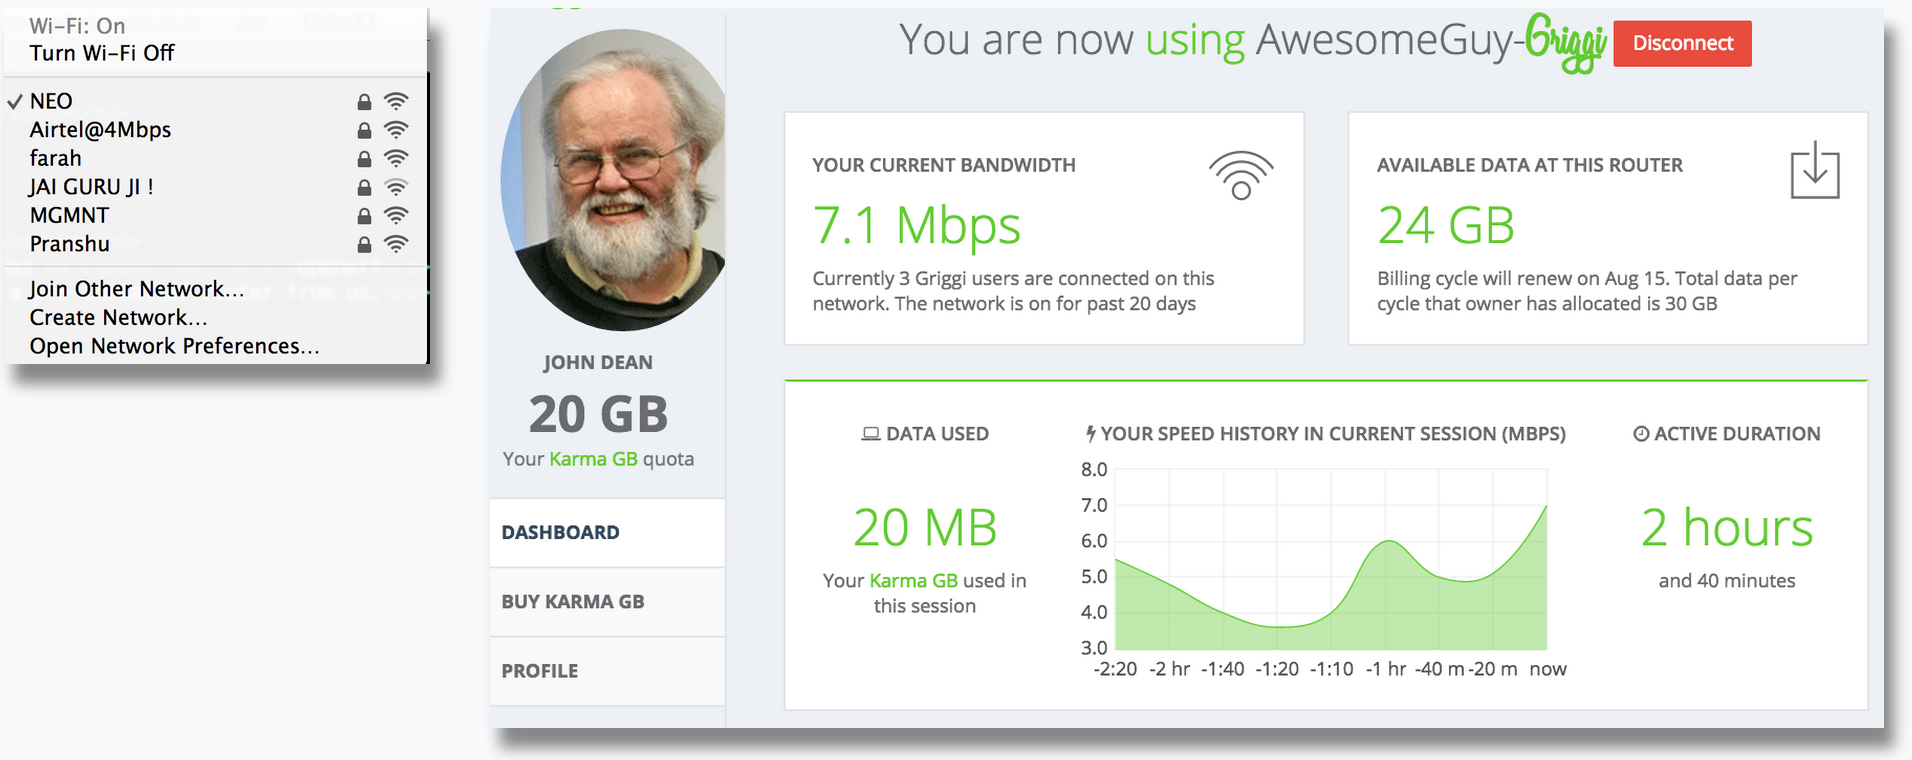 Wi-Fi: On
Turn Wi-Fi Off
NEO
Airtel@4Mbps
farah
JAI GURU JI !
MGMNT
Pranshu
Join Other Network...
Create Network...
Open Network Preferences...
You are now using AwesomeGuy-Griggi Disconnect
JOHN DEAN
20 GB
Your Karma GB quota
DASHBOARD
BUY KARMA GB
PROFILE
YOUR CURRENT BANDWIDTH
7.1 Mbps
Currently 3 Griggi users are connected on this
network. The network is on for past 20 days
AVAILABLE DATA AT THIS ROUTER
24 GB
Billing cycle will renew on Aug 15. Total data per
cycle that owner has allocated is 30 GB
DATA USED
20 MB
Your Karma GB used in
this session
YOUR SPEED HISTORY IN CURRENT SESSION (MBPS)
8.0
7.0
6.0
5.0
4.0
3.0
-2:20 -2 hr -1:40 -1:20 -1:10 -1 hr -40 m -20 m now
ACTIVE DURATION
2 hours
and 40 minutes